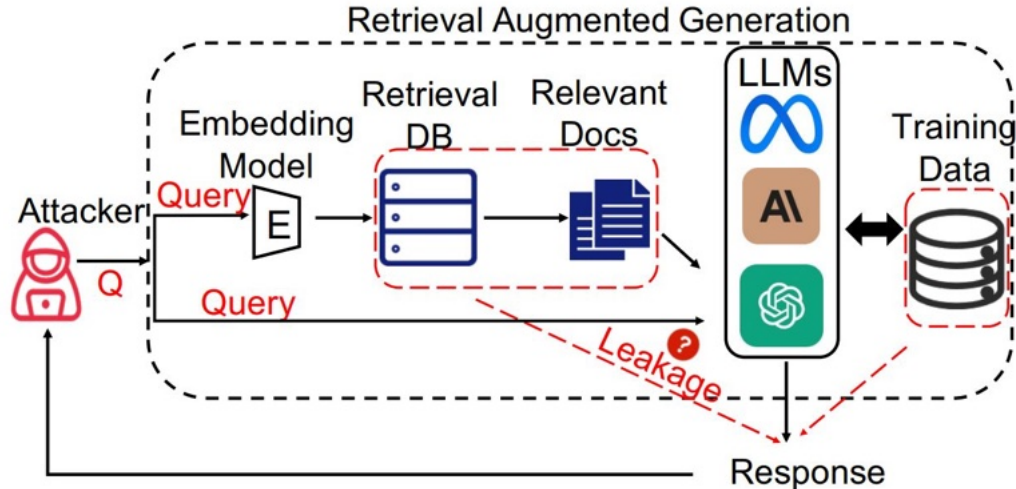 Retrieval Augmented Generation
LLMs
Retrieval
DB
Relevant
Docs
Embedding
Model
Training
Data
Attacker
Query
E
A\
Q
Query
Leakage
?
Response